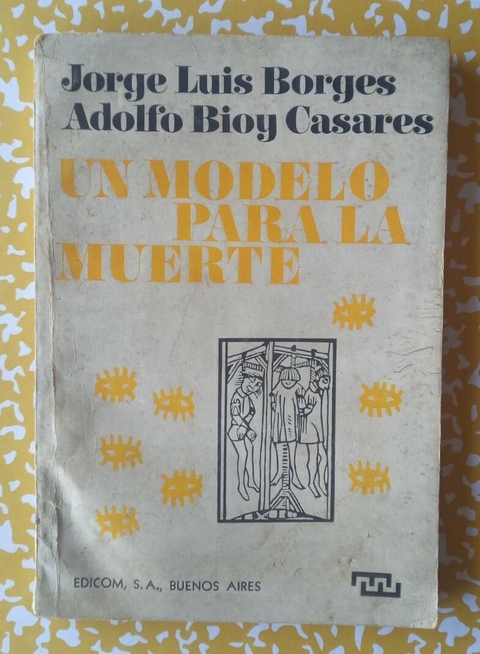 Jorge Luis Borges
Adolfo Bioy Casares
UN MODELO
PARA LA
MUERTE
EDICOM, S.A., BUENOS AIRES